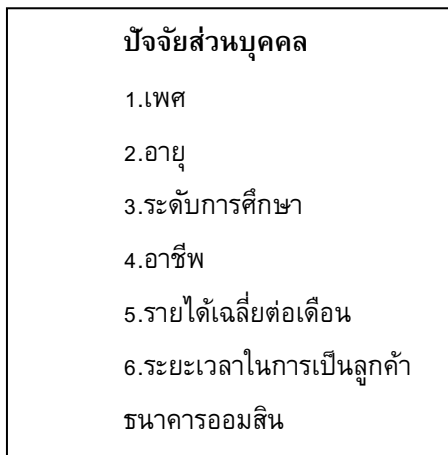 ปัจจัยส่วนบุคคล
1.เพศ
2.อายุ
3.ระดับการศึกษา
4.อาชีพ
5.รายได้เฉลี่ยต่อเดือน
6.ระยะเวลาในการเป็นลูกค้า
ธนาคารออมสิน